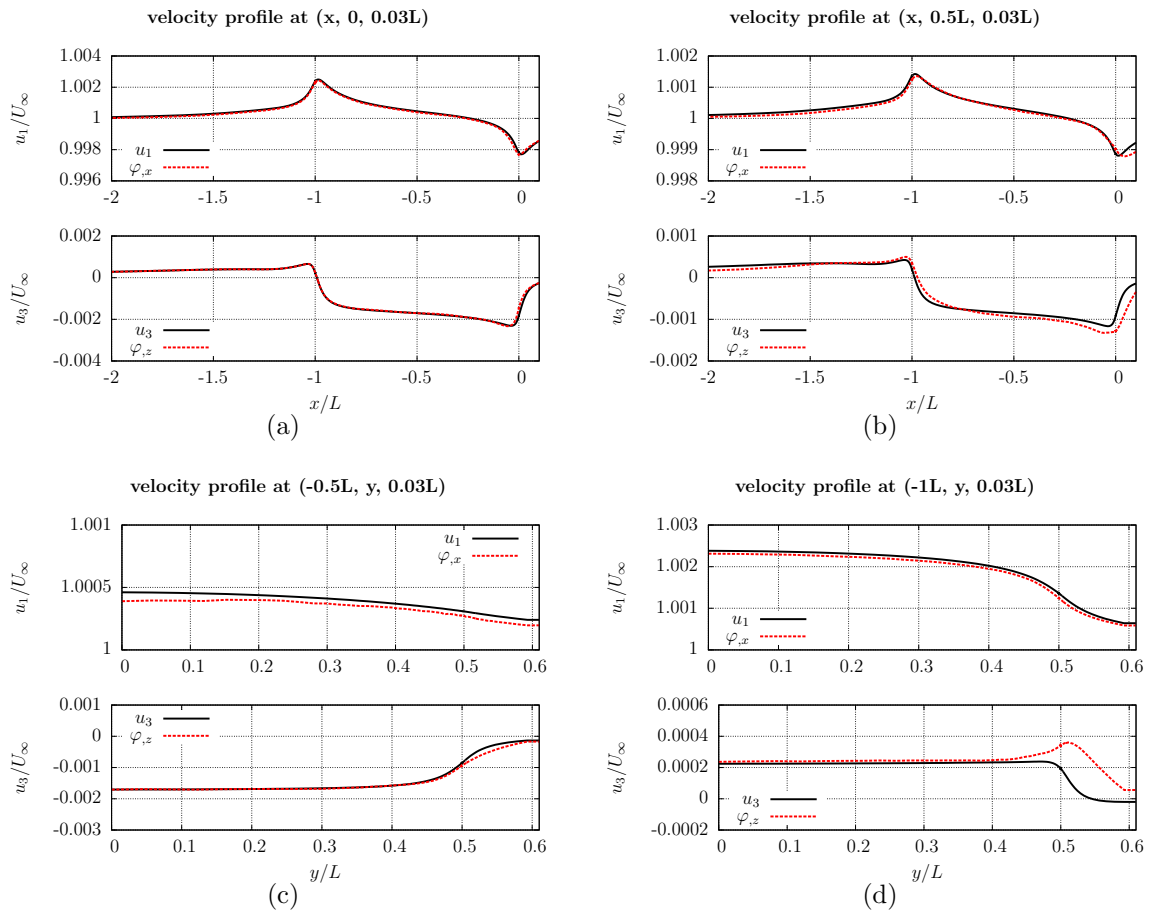 velocity profile at (x, 0, 0.03L)
1.004
1.002
1
0.998
0.996
u1/U∞
u1
φ,x
-2 -1.5 -1 -0.5 0
0.002
0
-0.002
-0.004
u3/U∞
u3
φ,z
-2 -1.5 -1 -0.5 0
x/L
(a)
velocity profile at (x, 0.5L, 0.03L)
1.002
1.001
1
0.999
0.998
u1/U∞
u1
φ,x
-2 -1.5 -1 -0.5 0
0.001
0
-0.001
-0.002
u3/U∞
u3
φ,z
-2 -1.5 -1 -0.5 0
x/L
(b)
velocity profile at (-0.5L, y, 0.03L)
1.001
1.0005
1
u1/U∞
u1
φ,x
0 0.1 0.2 0.3 0.4 0.5 0.6
0.001
0
-0.001
-0.002
-0.003
u3/U∞
u3
φ,z
0 0.1 0.2 0.3 0.4 0.5 0.6
y/L
(c)
velocity profile at (-1L, y, 0.03L)
1.003
1.002
1.001
1
u1/U∞
u1
φ,x
0 0.1 0.2 0.3 0.4 0.5 0.6
0.0006
0.0004
0.0002
0
-0.0002
u3/U∞
u3
φ,z
0 0.1 0.2 0.3 0.4 0.5 0.6
y/L
(d)